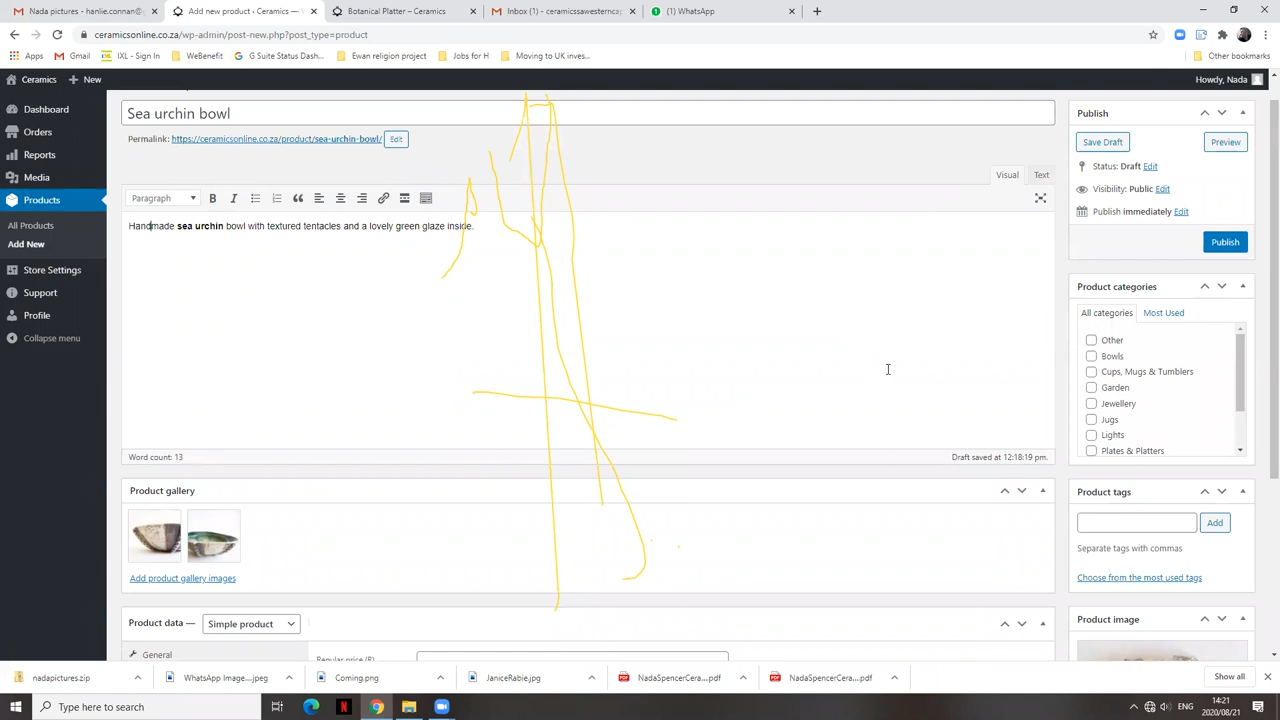 Nada pictures - hanlie.connan@
Add new product ‹ Ceramics — 
Botanical Platter – Ceramics
Inbox (1) - ceramicssawesterncap
(1) WhatsApp
ceramicsonline.co.za/wp-admin/post-new.php?post_type=product
Apps
Gmail
IXL - Sign In
WeBenefit
G Suite Status Dash...
Ewan religion project
Jobs for H
Moving to UK inves...
Other bookmarks
Ceramics
New
Howdy, Nada
Dashboard
Orders
Reports
Media
Products
All Products
Add New
Store Settings
Support
Profile
Collapse menu
Sea urchin bowl
Permalink: https://ceramicsonline.co.za/product/sea-urchin-bowl/ Edit
Visual
Text
Paragraph
B I
Handmade sea urchin bowl with textured tentacles and a lovely green glaze inside.
Word count: 13
Draft saved at 12:18:19 pm.
Product gallery
Add product gallery images
Product data — Simple product
General
Regular price (R)
Publish
Save Draft
Preview
Status: Draft Edit
Visibility: Public Edit
Publish immediately Edit
Publish
Product categories
All categories
Most Used
Other
Bowls
Cups, Mugs & Tumblers
Garden
Jewellery
Jugs
Lights
Plates & Platters
Product tags
Add
Separate tags with commas
Choose from the most used tags
Product image
nadapictures.zip
WhatsApp Image....jpeg
Coming.png
JaniceRabie.jpg
NadaSpencerCera....pdf
NadaSpencerCera....pdf
Show all
Type here to search
ENG
14:21
2020/08/21